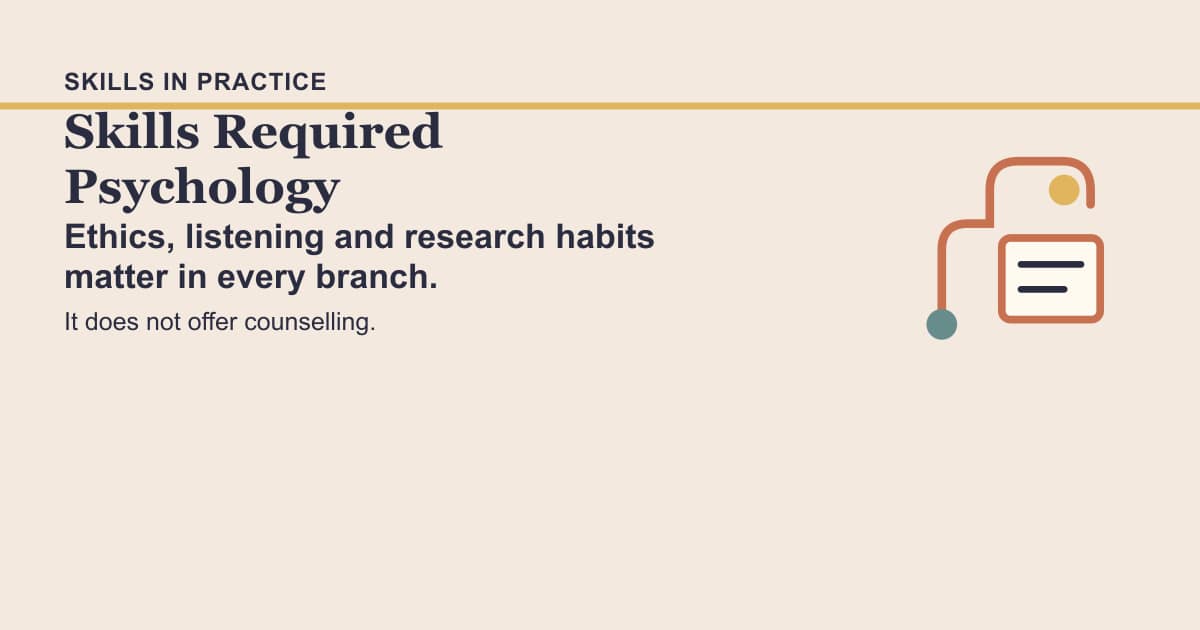 SKILLS IN PRACTICE
Skills Required
Psychology
Ethics, listening and research habits
matter in every branch.
It does not offer counselling.